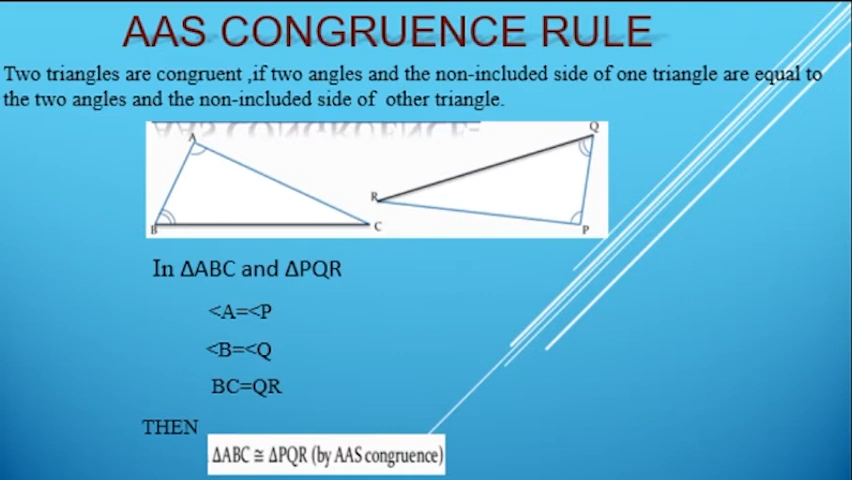 AAS CONGRUENCE RULE
Two triangles are congruent ,if two angles and the non-included side of one triangle are equal to
the two angles and the non-included side of other triangle.
A
B
C
Q
R
P
In ΔABC and ΔPQR
<A=<P
<B=<Q
BC=QR
THEN
ΔABC ≅ ΔPQR (by AAS congruence)